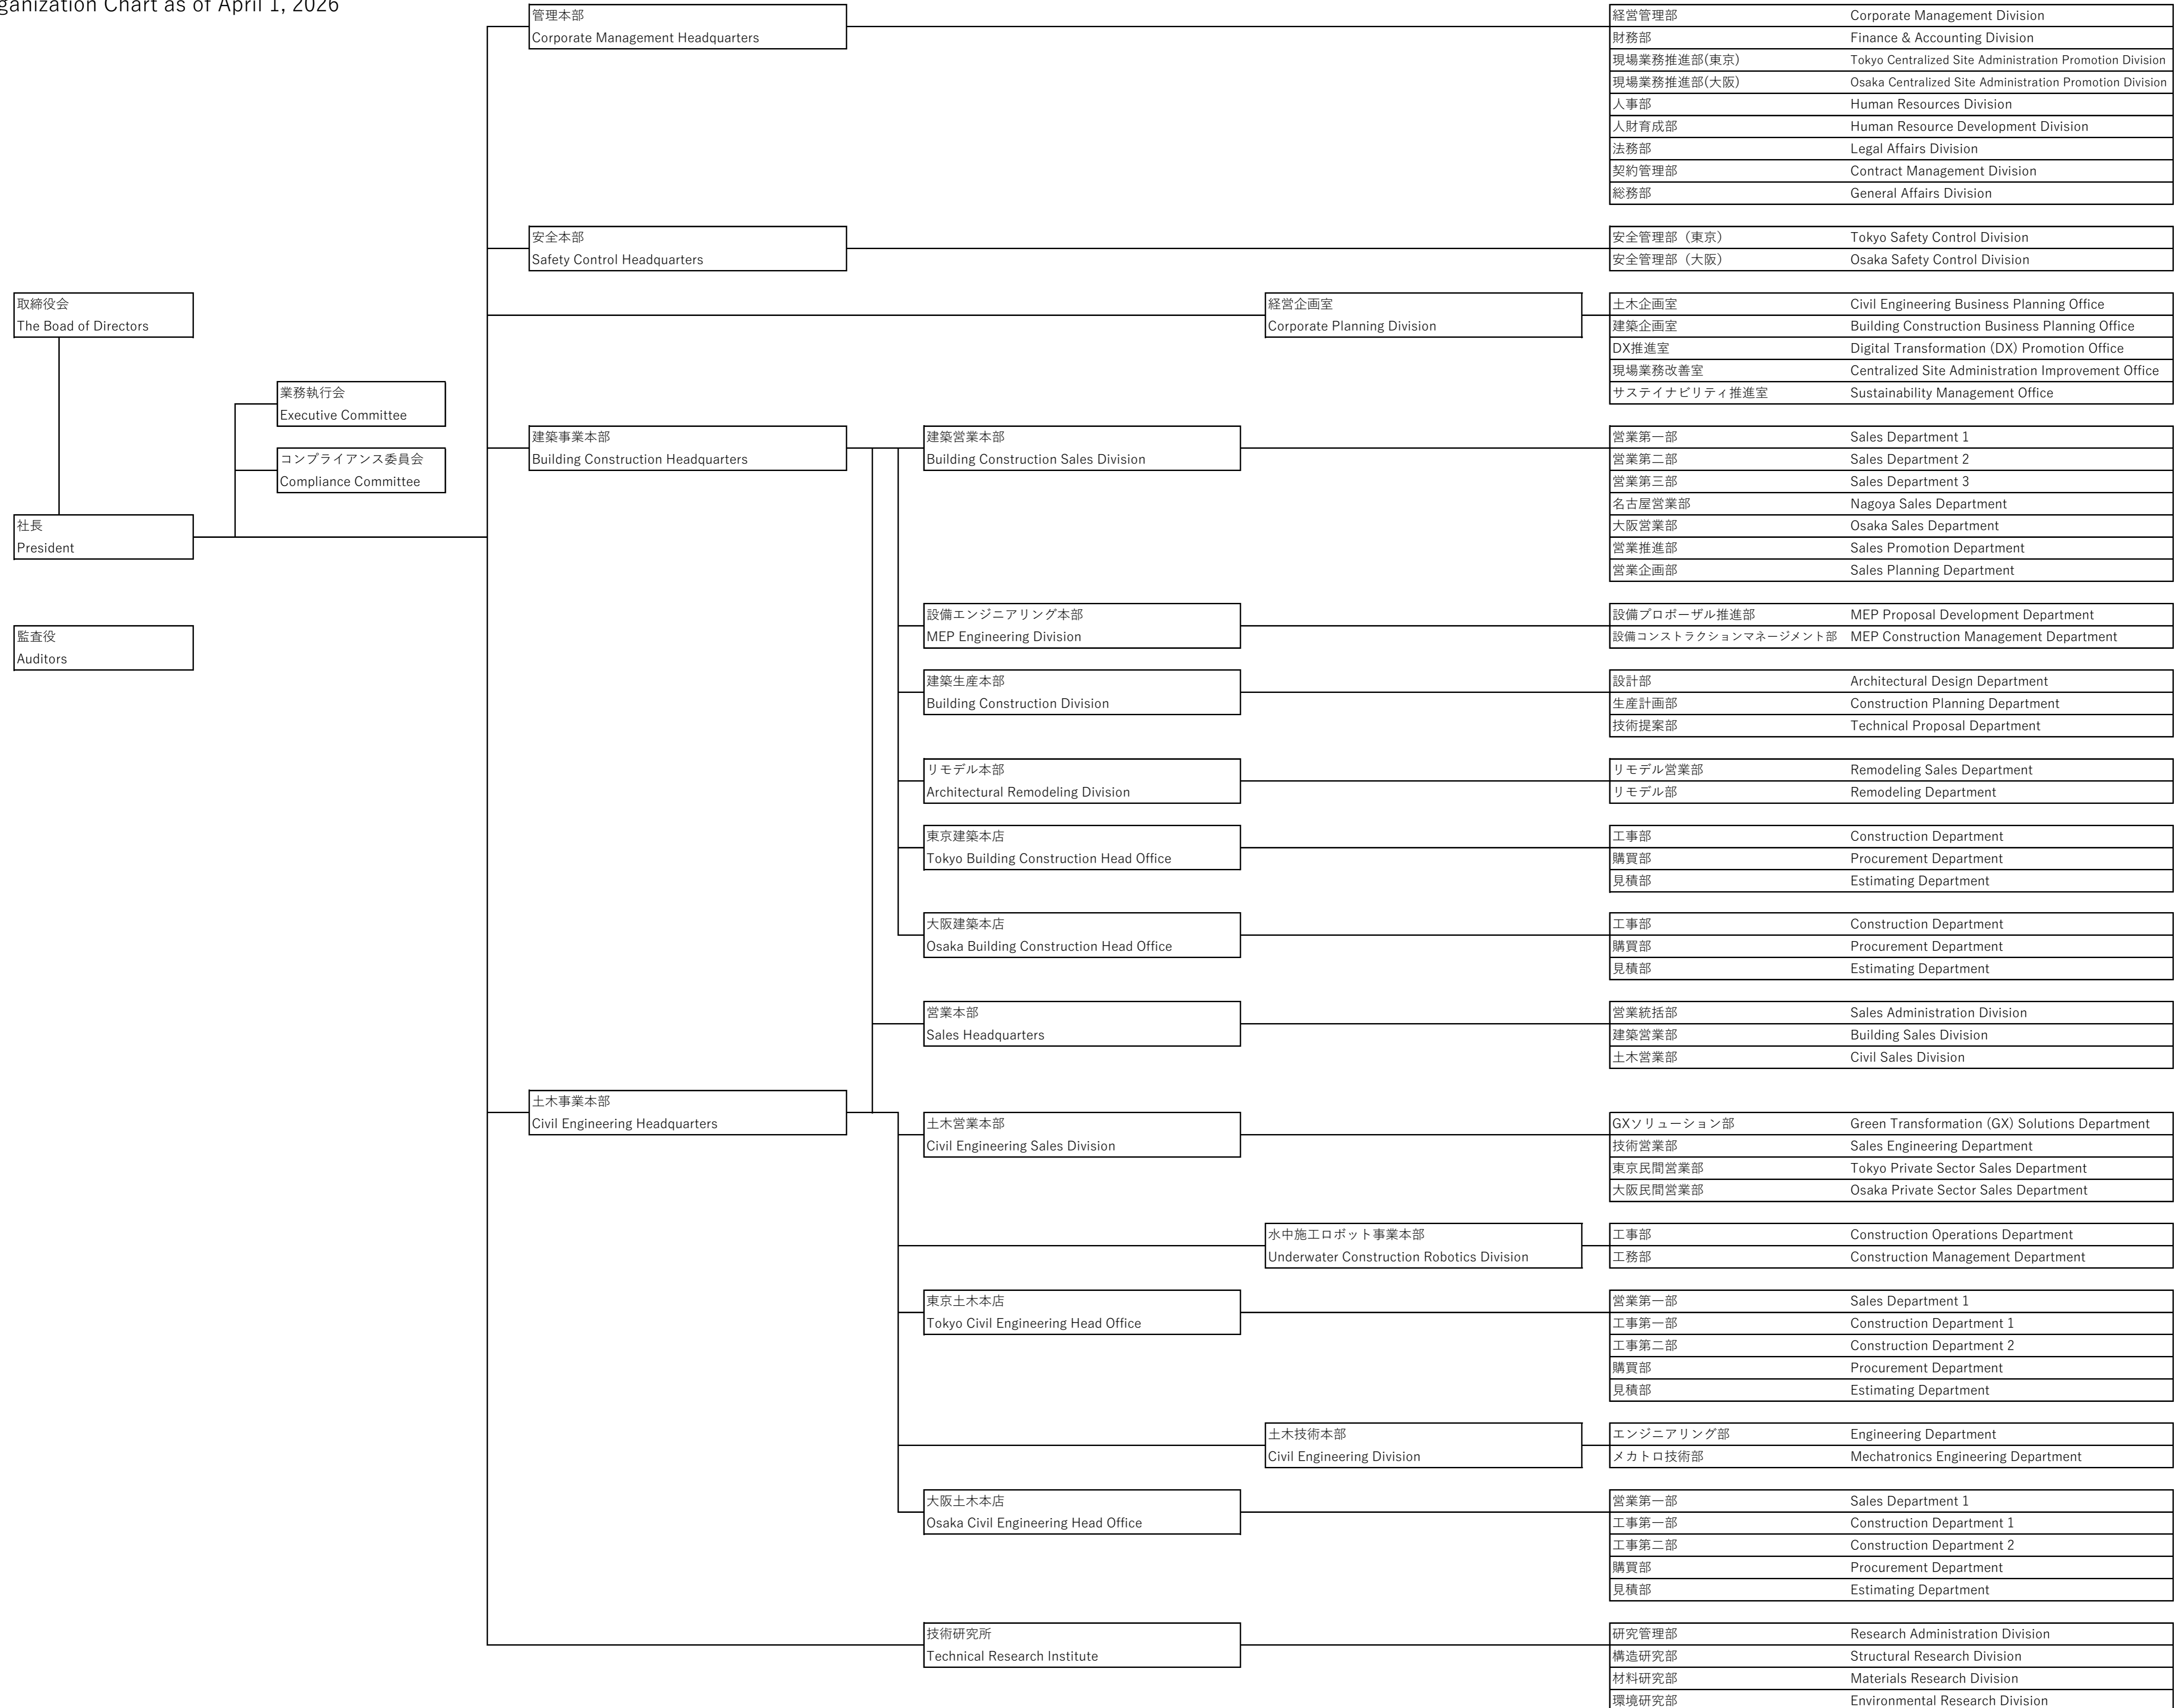 ganization Chart as of April 1, 2026
管理本部
Corporate Management Headquarters
経営管理部 Corporate Management Division
財務部 Finance & Accounting Division
現場業務推進部(東京) Tokyo Centralized Site Administration Promotion Division
現場業務推進部(大阪) Osaka Centralized Site Administration Promotion Division
人事部 Human Resources Division
人財育成部 Human Resource Development Division
法務部 Legal Affairs Division
契約管理部 Contract Management Division
総務部 General Affairs Division
安全本部
Safety Control Headquarters
安全管理部（東京） Tokyo Safety Control Division
安全管理部（大阪） Osaka Safety Control Division
取締役会
The Boad of Directors
経営企画室
Corporate Planning Division
土木企画室 Civil Engineering Business Planning Office
建築企画室 Building Construction Business Planning Office
DX推進室 Digital Transformation (DX) Promotion Office
現場業務改善室 Centralized Site Administration Improvement Office
サステイナビリティ推進室 Sustainability Management Office
業務執行会
Executive Committee
コンプライアンス委員会
Compliance Committee
社長
President
監査役
Auditors
建築事業本部
Building Construction Headquarters
建築営業本部
Building Construction Sales Division
営業第一部 Sales Department 1
営業第二部 Sales Department 2
営業第三部 Sales Department 3
名古屋営業部 Nagoya Sales Department
大阪営業部 Osaka Sales Department
営業推進部 Sales Promotion Department
営業企画部 Sales Planning Department
設備エンジニアリング本部
MEP Engineering Division
設備プロポーザル推進部 MEP Proposal Development Department
設備コンストラクションマネージメント部 MEP Construction Management Department
建築生産本部
Building Construction Division
設計部 Architectural Design Department
生産計画部 Construction Planning Department
技術提案部 Technical Proposal Department
リモデル本部
Architectural Remodeling Division
リモデル営業部 Remodeling Sales Department
リモデル部 Remodeling Department
東京建築本店
Tokyo Building Construction Head Office
工事部 Construction Department
購買部 Procurement Department
見積部 Estimating Department
大阪建築本店
Osaka Building Construction Head Office
工事部 Construction Department
購買部 Procurement Department
見積部 Estimating Department
営業本部
Sales Headquarters
営業統括部 Sales Administration Division
建築営業部 Building Sales Division
土木営業部 Civil Sales Division
土木事業本部
Civil Engineering Headquarters
土木営業本部
Civil Engineering Sales Division
GXソリューション部 Green Transformation (GX) Solutions Department
技術営業部 Sales Engineering Department
東京民間営業部 Tokyo Private Sector Sales Department
大阪民間営業部 Osaka Private Sector Sales Department
水中施工ロボット事業本部
Underwater Construction Robotics Division
工事部 Construction Operations Department
工務部 Construction Management Department
東京土木本店
Tokyo Civil Engineering Head Office
営業第一部 Sales Department 1
工事第一部 Construction Department 1
工事第二部 Construction Department 2
購買部 Procurement Department
見積部 Estimating Department
土木技術本部
Civil Engineering Division
エンジニアリング部 Engineering Department
メカトロ技術部 Mechatronics Engineering Department
大阪土木本店
Osaka Civil Engineering Head Office
営業第一部 Sales Department 1
工事第一部 Construction Department 1
工事第二部 Construction Department 2
購買部 Procurement Department
見積部 Estimating Department
技術研究所
Technical Research Institute
研究管理部 Research Administration Division
構造研究部 Structural Research Division
材料研究部 Materials Research Division
環境研究部 Environmental Research Division